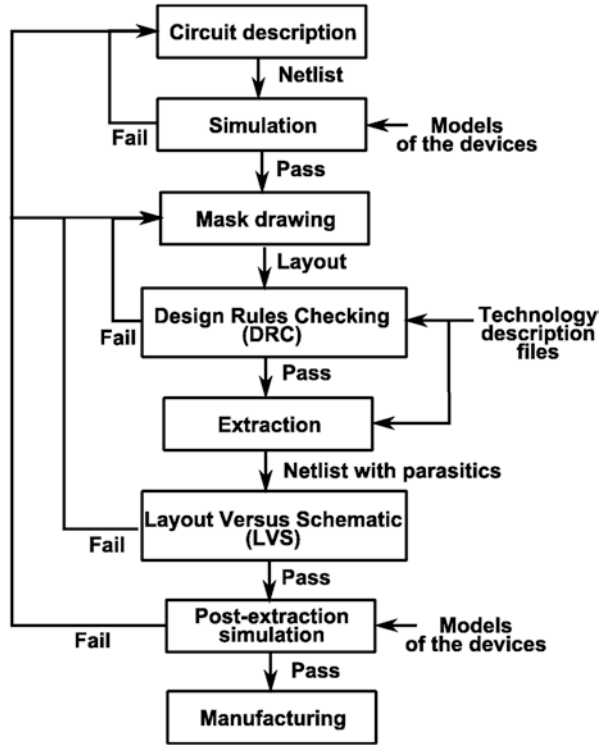 Circuit description
Netlist
Simulation
Fail
Models
of the devices
Pass
Mask drawing
Layout
Design Rules Checking
(DRC)
Fail
Technology
description
files
Pass
Extraction
Netlist with parasitics
Layout Versus Schematic
(LVS)
Fail
Pass
Post-extraction
simulation
Fail
Models
of the devices
Pass
Manufacturing